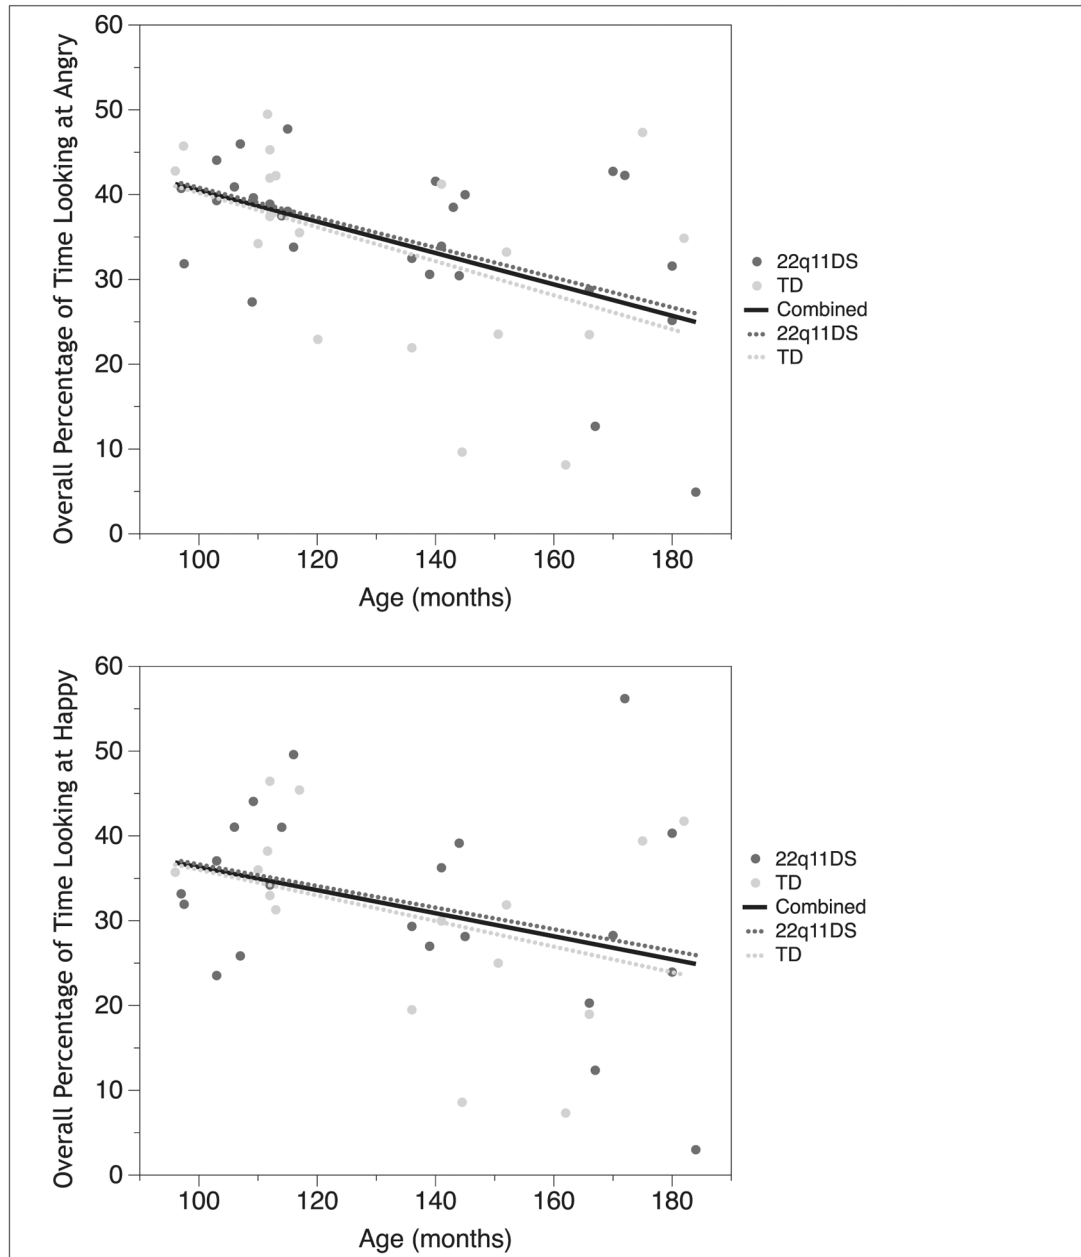 Overall Percentage of Time Looking at Angry
60
50
40
30
20
10
0
100 120 140 160 180
Age (months)
22q11DS
TD
Combined
22q11DS
TD
Overall Percentage of Time Looking at Happy
60
50
40
30
20
10
0
100 120 140 160 180
Age (months)
22q11DS
TD
Combined
22q11DS
TD